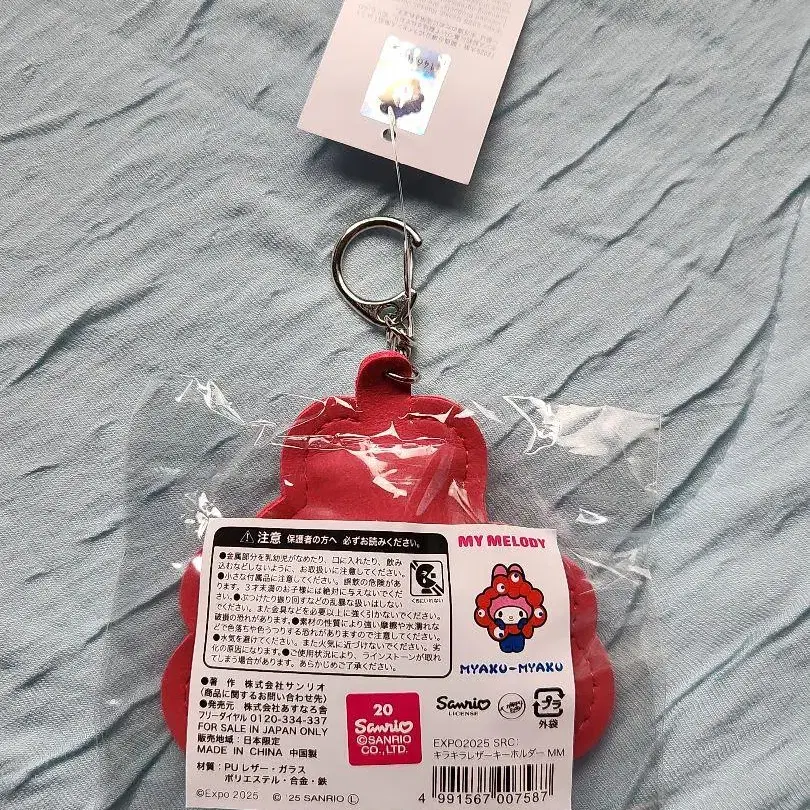 ⚠注意 保護者の方へ 必ずお読みください。
●金属部分を乳幼児がなめたり、口に入れたり、飲み
込むなどしないように、お取扱いに注意してください。
●小さな付属品に注意してください。誤飲の危険があ
ります。3才未満のお子様には絶対に与えないでくだ
さい。●ぶつけたり振り回すなどの乱暴な扱いはしない
でください。また金具などを必要以上に強く引かないでください。
破損の恐れがあります。●素材の性質により強い摩擦や水濡れな
どで色落ちや色うつりする恐れがありますので注意してください。
●水気を避けてください。また火気に近づけないでください。劣
化の原因になります。●ご使用状況により、ラインストーンが取れ
てしまう場合があります。あらかじめご了承ください。
くちにいれない
MY MELODY
MYAKU-MYAKU
●著 作 株式会社サンリオ
(商品に関するお問い合わせ先)
●発売元 株式会社あすなろ舎
フリーダイヤル 0120-334-337
FOR SALE IN JAPAN ONLY
販売地域:日本限定
MADE IN CHINA 中国製
材質:PUレザー・ガラス
ポリエステル・合金・鉄
©Expo 2025 © '25 SANRIO Ⓛ
20
Sanrio
©SANRIO
CO.,LTD.
Sanrio
LICENSE
プラ
外袋
EXPO2025 SRC
キラキラレザーキーホルダー MM
4 991567 007587